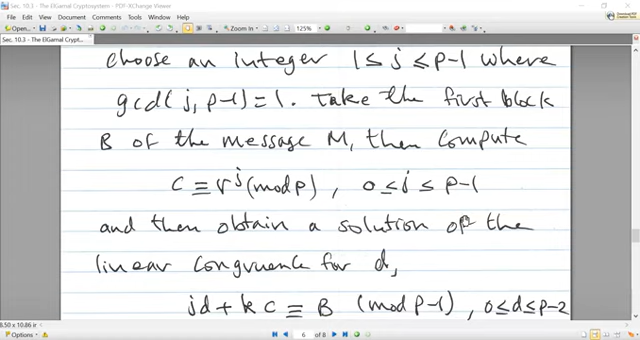 Sec. 10.3. The ElGamal Cryptosystem - PDF-XChange Viewer
File Edit View Document Comments Tools Window Help
Open... Zoom In 125%
Sec. 10.3. The ElGamal Crypt...
choose an integer 1 ≤ j ≤ p-1 where
gcd(j, p-1)=1. Take the first block
B of the message M, then compute
c ≡ r^j (mod p), 0 ≤ j ≤ p-1
and then obtain a solution of the
linear congruence for d,
jd + kc ≡ B (mod p-1), 0≤d≤p-2
8.50 x 10.86 in
Options 6 of 8